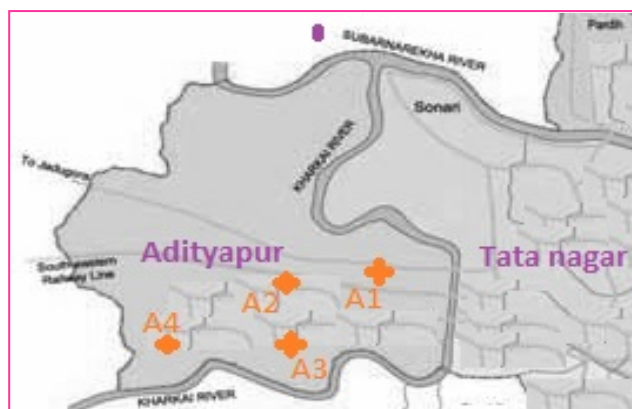 Pardih
SUBARNAREKHA RIVER
Sonari
KHARKAI RIVER
To Jadugora
Adityapur
Tata nagar
Southeastern
Railway Line
A1
A2
A4
A3
KHARKAI RIVER